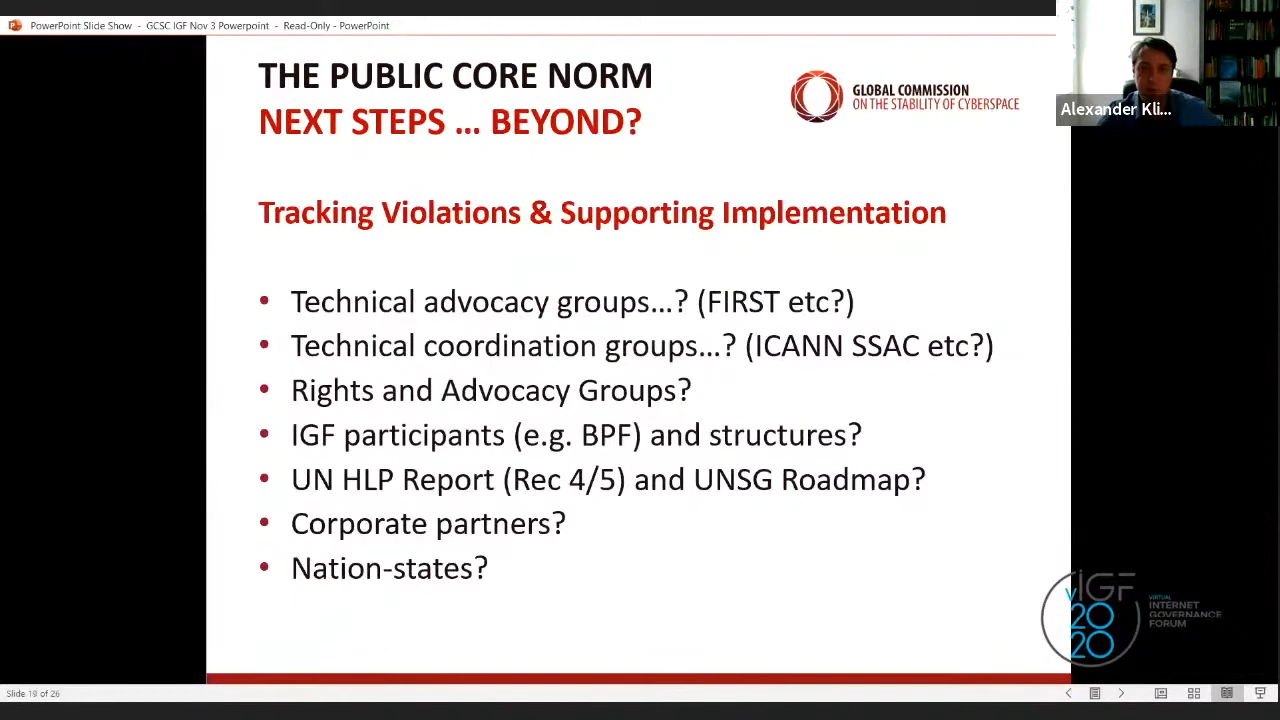 PowerPoint Slide Show - GCSC IGF Nov 3 Powerpoint - Read-Only - PowerPoint
THE PUBLIC CORE NORM
NEXT STEPS … BEYOND?
GLOBAL COMMISSION
ON THE STABILITY OF CYBERSPACE
Alexander Kli...
Tracking Violations & Supporting Implementation
• Technical advocacy groups…? (FIRST etc?)
• Technical coordination groups…? (ICANN SSAC etc?)
• Rights and Advocacy Groups?
• IGF participants (e.g. BPF) and structures?
• UN HLP Report (Rec 4/5) and UNSG Roadmap?
• Corporate partners?
• Nation-states?
vIGF
2020
VIRTUAL
INTERNET
GOVERNANCE
FORUM
Slide 19 of 26